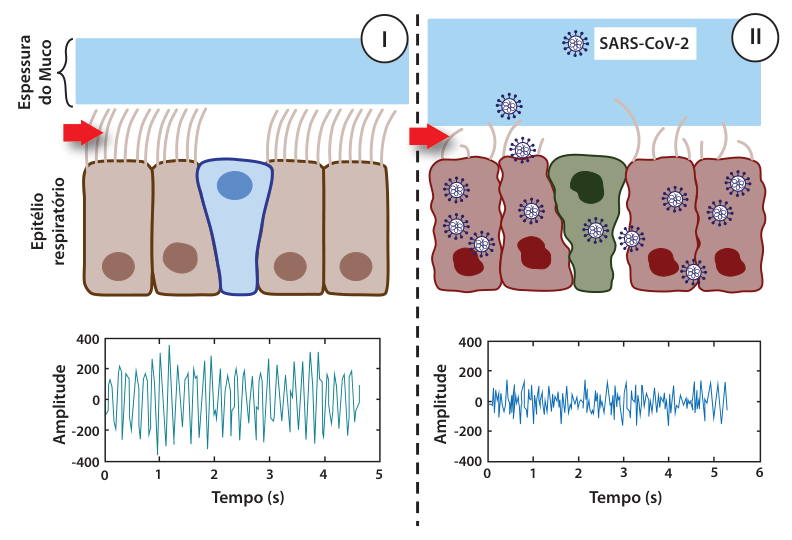 I
II
SARS-CoV-2
Espessura
do Muco
Epitélio
respiratório
Amplitude
400
200
0
-200
-400
0 1 2 3 4 5
Tempo (s)
Amplitude
400
200
0
-200
-400
0 1 2 3 4 5 6
Tempo (s)